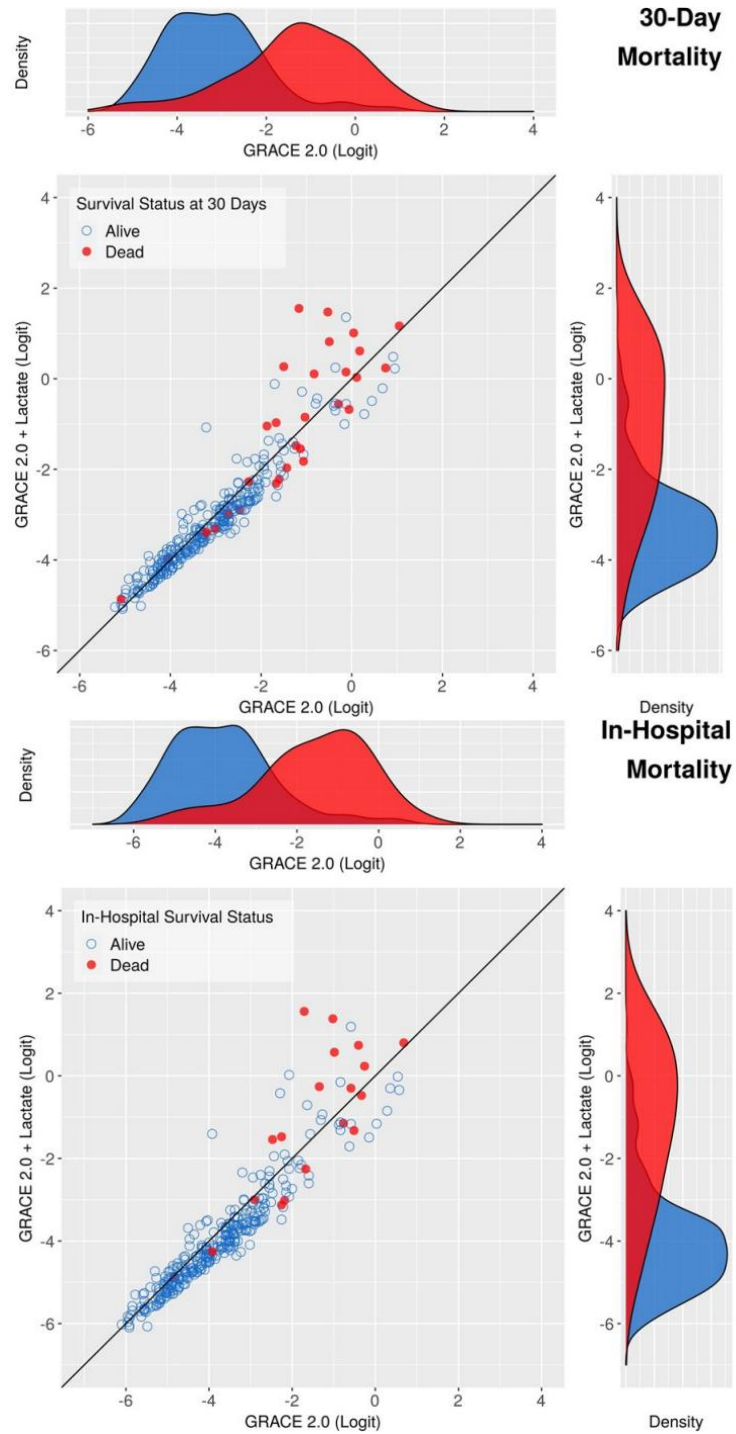 30-Day
Mortality
Density
-6 -4 -2 0 2 4
GRACE 2.0 (Logit)
Survival Status at 30 Days
Alive
Dead
GRACE 2.0 + Lactate (Logit)
4
2
0
-2
-4
-6
-6 -4 -2 0 2 4
GRACE 2.0 (Logit)
GRACE 2.0 + Lactate (Logit)
4
2
0
-2
-4
-6
Density
In-Hospital
Mortality
Density
-6 -4 -2 0 2 4
GRACE 2.0 (Logit)
In-Hospital Survival Status
Alive
Dead
GRACE 2.0 + Lactate (Logit)
4
2
0
-2
-4
-6
-6 -4 -2 0 2 4
GRACE 2.0 (Logit)
GRACE 2.0 + Lactate (Logit)
4
2
0
-2
-4
-6
Density